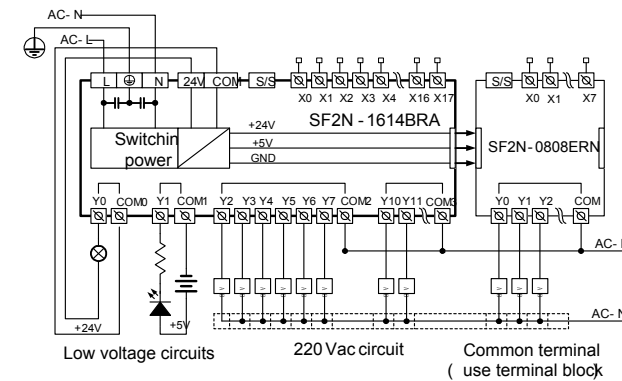 AC- N
AC- L
L N 24V COM S/S
X0 X1 X2 X3 X4 X16 X17
S/S X0 X1 X7
SF2N - 1614BRA
+24V
Switchin
power
+5V
GND
SF2N- 0808ERN
Y0 COM0 Y1 COM1 Y2 Y3 Y4 Y5 Y6 Y7 COM2 Y10 Y11 COM3
Y0 Y1 Y2 COM
AC-
+24V
+5V
AC- N
Low voltage circuits
220 Vac circuit
Common terminal
( use terminal block)